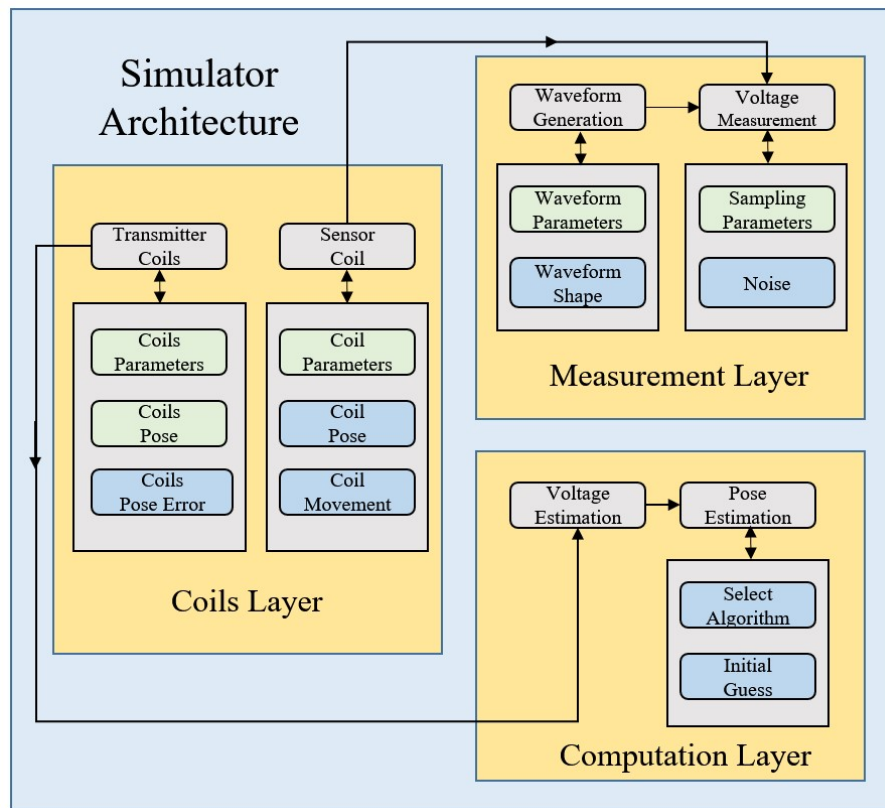 Simulator
Architecture
Transmitter
Coils
Sensor
Coil
Coils
Parameters
Coils
Pose
Coils
Pose Error
Coil
Parameters
Coil
Pose
Coil
Movement
Coils Layer
Waveform
Generation
Voltage
Measurement
Waveform
Parameters
Waveform
Shape
Sampling
Parameters
Noise
Measurement Layer
Voltage
Estimation
Pose
Estimation
Select
Algorithm
Initial
Guess
Computation Layer